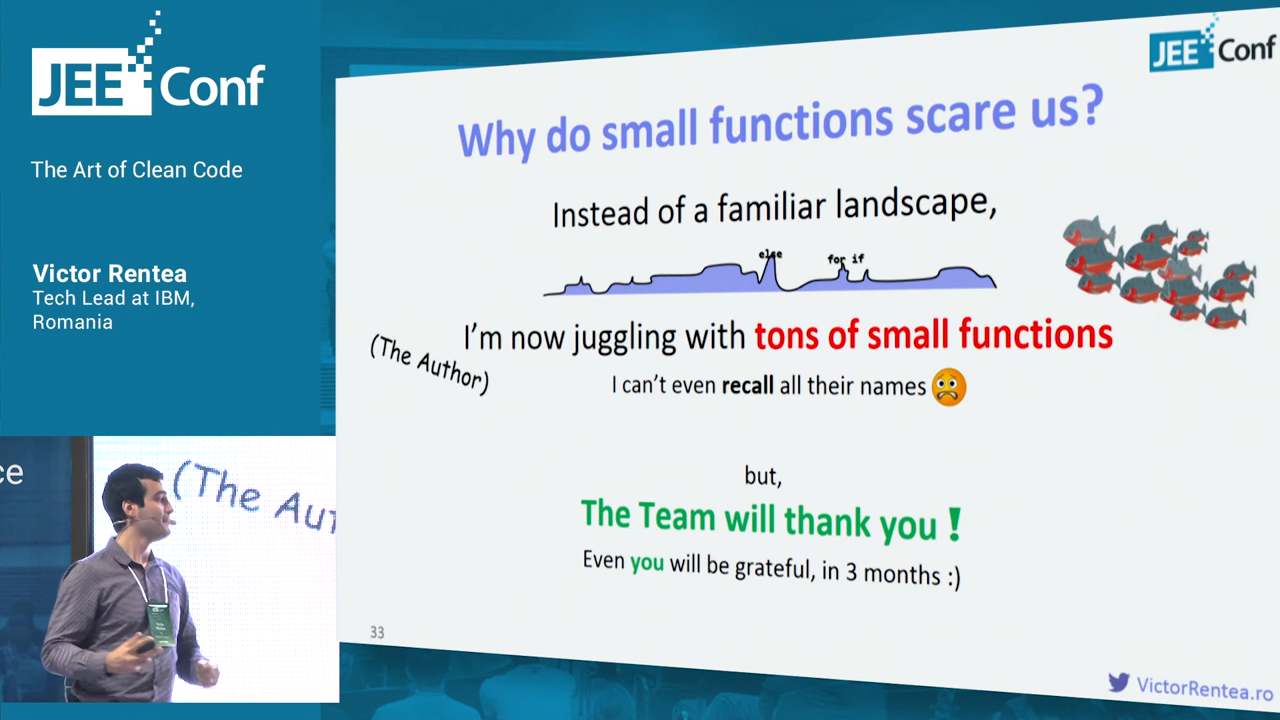 JEE Conf
The Art of Clean Code
Victor Rentea
Tech Lead at IBM,
Romania
ce
(The Aut
JEE Conf
Why do small functions scare us?
Instead of a familiar landscape,
else
for if
(The Author)
I'm now juggling with tons of small functions
I can't even recall all their names
but,
The Team will thank you !
Even you will be grateful, in 3 months :)
33
VictorRentea.ro